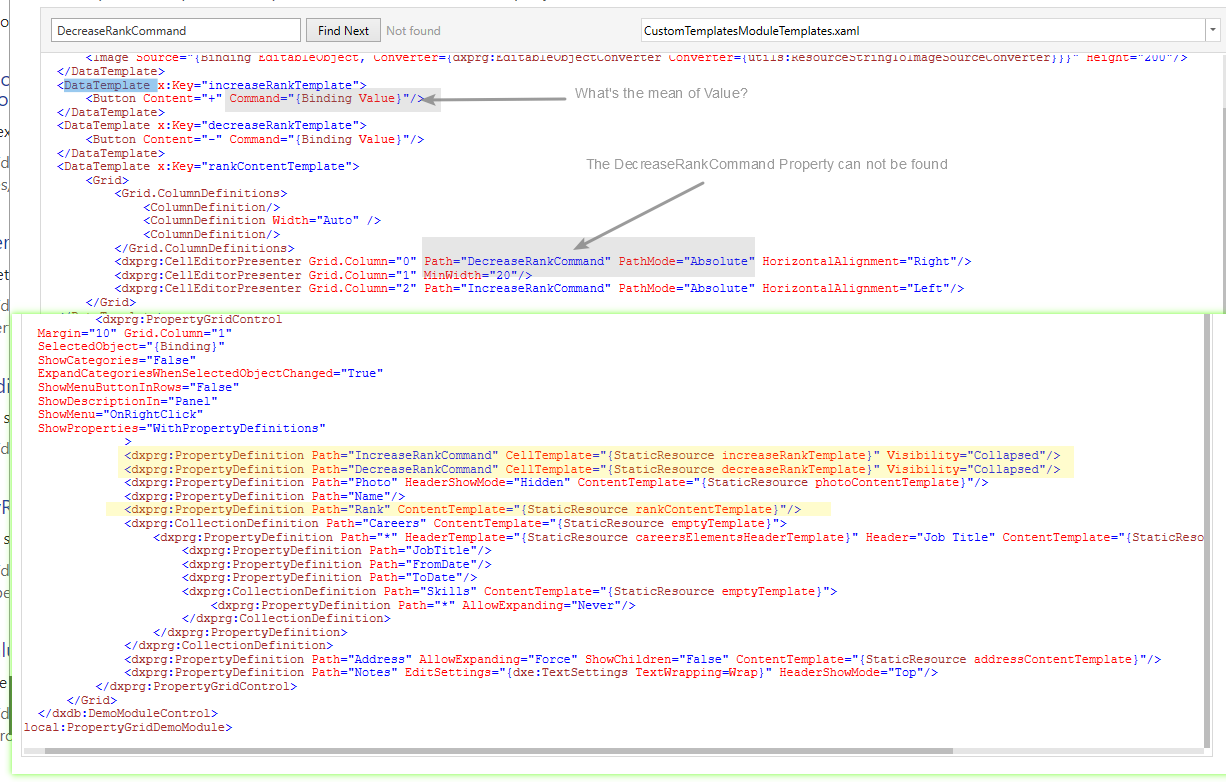 DecreaseRankCommand
Find Next
Not found
CustomTemplatesModuleTemplates.xaml
<Image Source="{Binding EditableObject, Converter={dxprg:EditableObjectConverter Converter={utils:ResourceStringToImageSourceConverter}}}" Height="200"/>
</DataTemplate>
<DataTemplate x:Key="increaseRankTemplate">
<Button Content="+" Command="{Binding Value}"/>
What's the mean of Value?
</DataTemplate>
<DataTemplate x:Key="decreaseRankTemplate">
<Button Content="-" Command="{Binding Value}"/>
</DataTemplate>
The DecreaseRankCommand Property can not be found
<DataTemplate x:Key="rankContentTemplate">
<Grid>
<Grid.ColumnDefinitions>
<ColumnDefinition/>
<ColumnDefinition Width="Auto" />
<ColumnDefinition/>
</Grid.ColumnDefinitions>
<dxprg:CellEditorPresenter Grid.Column="0" Path="DecreaseRankCommand" PathMode="Absolute" HorizontalAlignment="Right"/>
<dxprg:CellEditorPresenter Grid.Column="1" MinWidth="20"/>
<dxprg:CellEditorPresenter Grid.Column="2" Path="IncreaseRankCommand" PathMode="Absolute" HorizontalAlignment="Left"/>
</Grid>
<dxprg:PropertyGridControl
Margin="10" Grid.Column="1"
SelectedObject="{Binding}"
ShowCategories="False"
ExpandCategoriesWhenSelectedObjectChanged="True"
ShowMenuButtonInRows="False"
ShowDescriptionIn="Panel"
ShowMenu="OnRightClick"
ShowProperties="WithPropertyDefinitions"
>
<dxprg:PropertyDefinition Path="IncreaseRankCommand" CellTemplate="{StaticResource increaseRankTemplate}" Visibility="Collapsed"/>
<dxprg:PropertyDefinition Path="DecreaseRankCommand" CellTemplate="{StaticResource decreaseRankTemplate}" Visibility="Collapsed"/>
<dxprg:PropertyDefinition Path="Photo" HeaderShowMode="Hidden" ContentTemplate="{StaticResource photoContentTemplate}"/>
<dxprg:PropertyDefinition Path="Name"/>
<dxprg:PropertyDefinition Path="Rank" ContentTemplate="{StaticResource rankContentTemplate}"/>
<dxprg:CollectionDefinition Path="Careers" ContentTemplate="{StaticResource emptyTemplate}">
<dxprg:PropertyDefinition Path="*" HeaderTemplate="{StaticResource careersElementsHeaderTemplate}" Header="Job Title" ContentTemplate="{StaticReso
<dxprg:PropertyDefinition Path="JobTitle"/>
<dxprg:PropertyDefinition Path="FromDate"/>
<dxprg:PropertyDefinition Path="ToDate"/>
<dxprg:CollectionDefinition Path="Skills" ContentTemplate="{StaticResource emptyTemplate}">
<dxprg:PropertyDefinition Path="*" AllowExpanding="Never"/>
</dxprg:CollectionDefinition>
</dxprg:PropertyDefinition>
</dxprg:CollectionDefinition>
<dxprg:PropertyDefinition Path="Address" AllowExpanding="Force" ShowChildren="False" ContentTemplate="{StaticResource addressContentTemplate}"/>
<dxprg:PropertyDefinition Path="Notes" EditSettings="{dxe:TextSettings TextWrapping=Wrap}" HeaderShowMode="Top"/>
</dxprg:PropertyGridControl>
</Grid>
</dxdb:DemoModuleControl>
local:PropertyGridDemoModule>